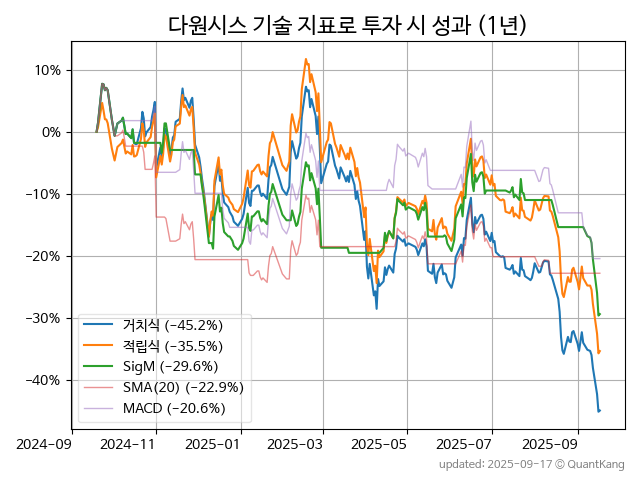 다원시스 기술 지표로 투자 시 성과 (1년)
10%
0%
−10%
−20%
−30%
−40%
거치식 (−45.2%)
적립식 (−35.5%)
SigM (−29.6%)
SMA(20) (−22.9%)
MACD (−20.6%)
2024-09 2024-11 2025-01 2025-03 2025-05 2025-07 2025-09
updated: 2025-09-17 © QuantKang